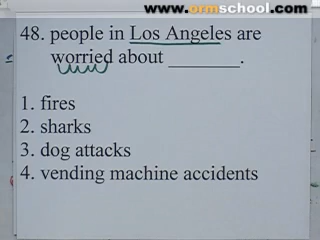 www.ormschool.com
48. people in Los Angeles are
worried about _______.
1. fires
2. sharks
3. dog attacks
4. vending machine accidents